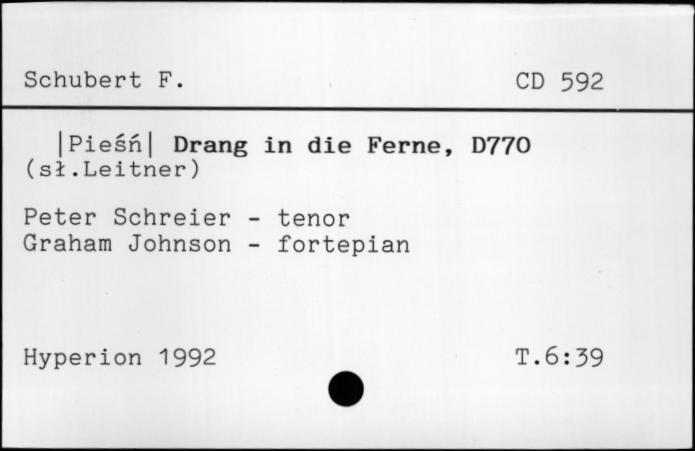 Schubert F. CD 592
|Pieśń| Drang in die Ferne, D770
(sł.Leitner)
Peter Schreier - tenor
Graham Johnson - fortepian
Hyperion 1992 T.6:39